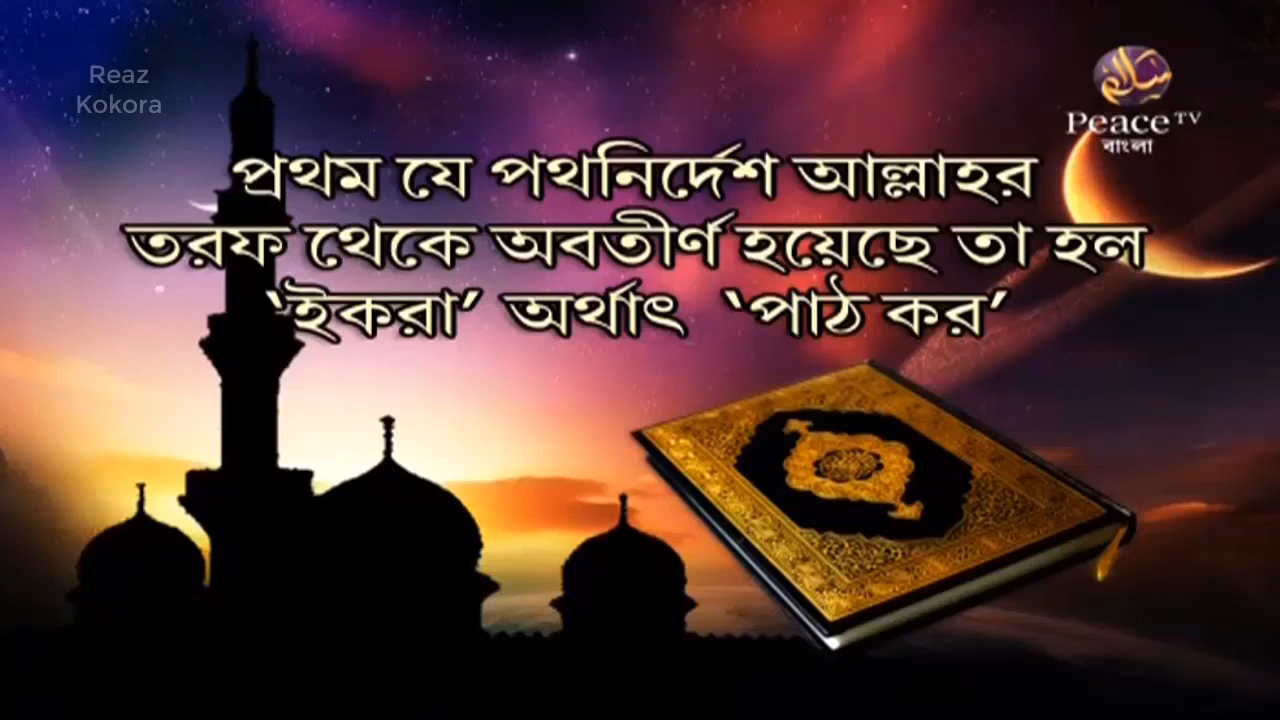 Reaz
Kokora
Peace TV
বাংলা
প্রথম যে পথনির্দেশ আল্লাহর
তরফ থেকে অবতীর্ণ হয়েছে তা হল
‘ইকরা’ অর্থাৎ ‘পাঠ কর’